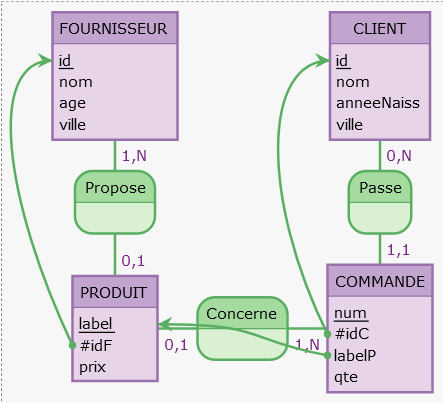 FOURNISSEUR
id
nom
age
ville
CLIENT
id
nom
anneeNaiss
ville
1,N
0,N
Propose
Passe
0,1
1,1
PRODUIT
label
#idF
prix
Concerne
0,1
1,N
COMMANDE
num
#idC
labelP
qte